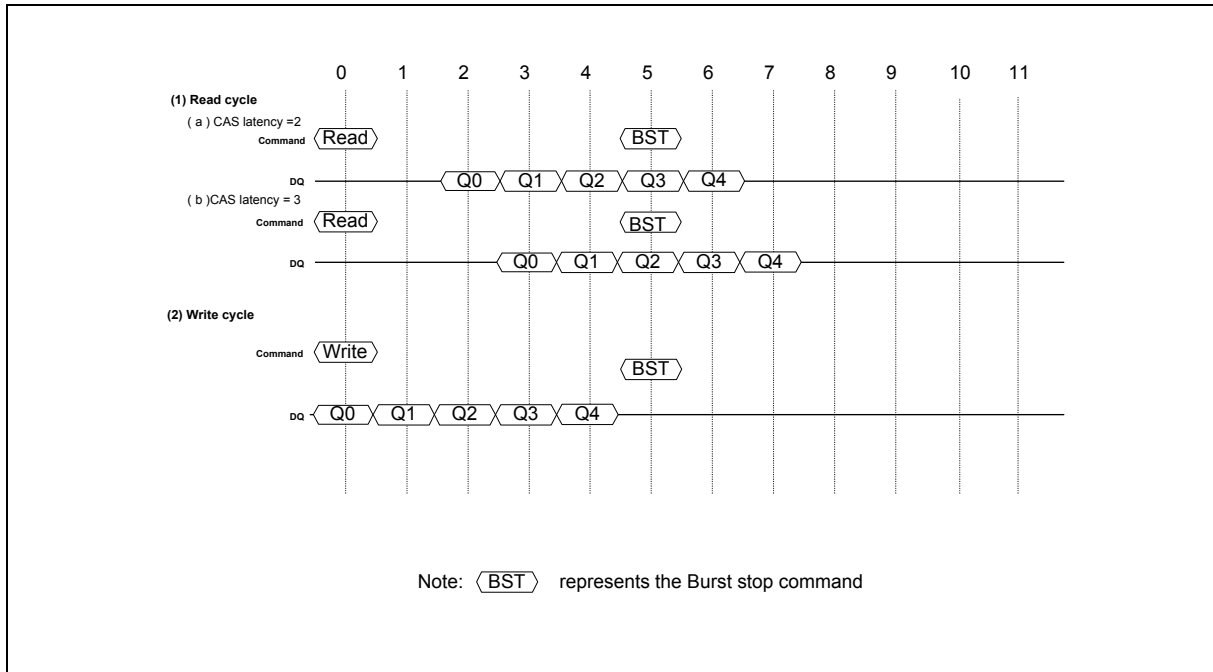 0 1 2 3 4 5 6 7 8 9 10 11
(1) Read cycle
( a ) CAS latency =2
Command Read BST
DQ Q0 Q1 Q2 Q3 Q4
( b )CAS latency = 3
Command Read BST
DQ Q0 Q1 Q2 Q3 Q4
(2) Write cycle
Command Write BST
DQ Q0 Q1 Q2 Q3 Q4
Note: BST represents the Burst stop command